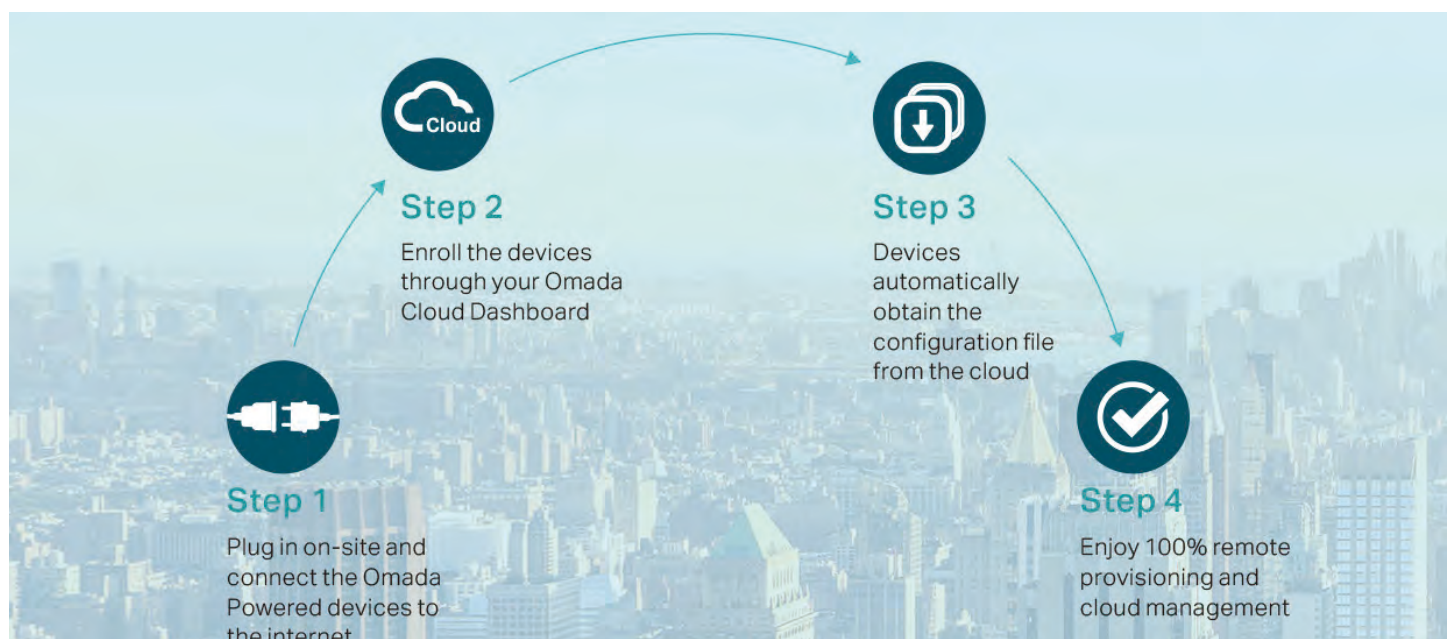 Cloud
Step 2
Enroll the devices
through your Omada
Cloud Dashboard
Step 3
Devices
automatically
obtain the
configuration file
from the cloud
Step 1
Plug in on-site and
connect the Omada
Powered devices to
the internet
Step 4
Enjoy 100% remote
provisioning and
cloud management